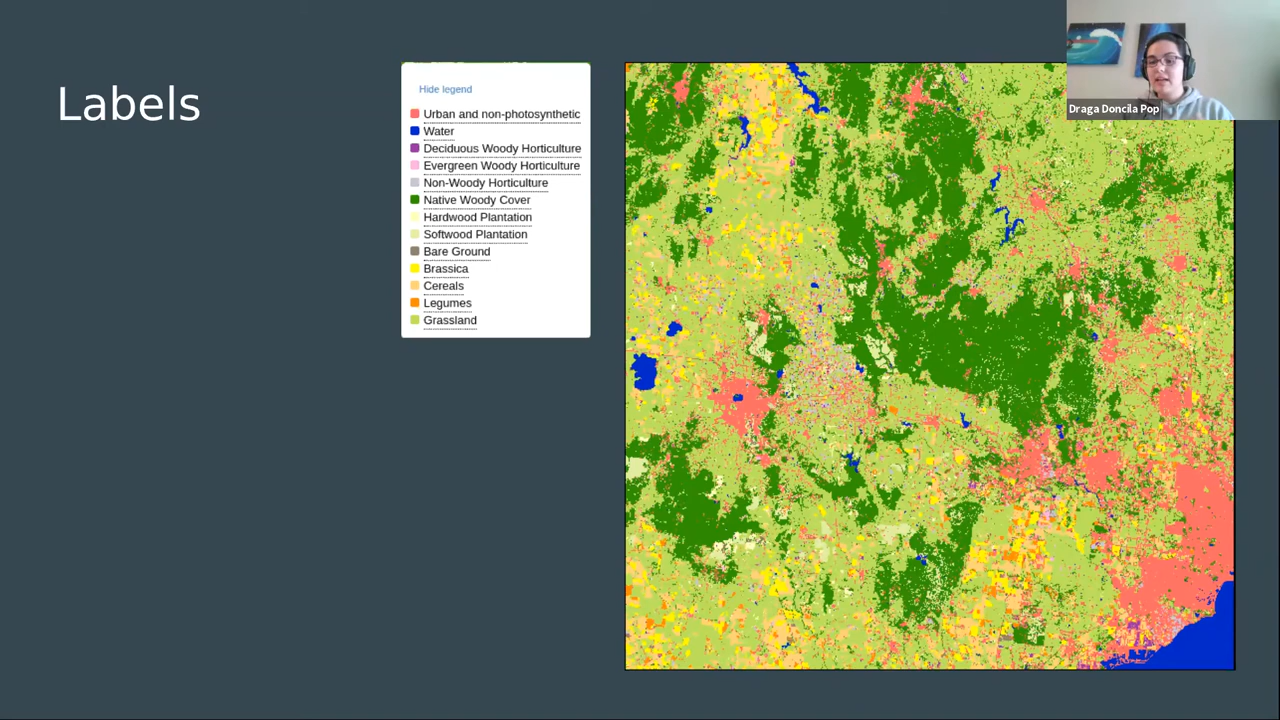 Labels
Hide legend
Urban and non-photosynthetic
Water
Deciduous Woody Horticulture
Evergreen Woody Horticulture
Non-Woody Horticulture
Native Woody Cover
Hardwood Plantation
Softwood Plantation
Bare Ground
Brassica
Cereals
Legumes
Grassland
Draga Doncila Pop